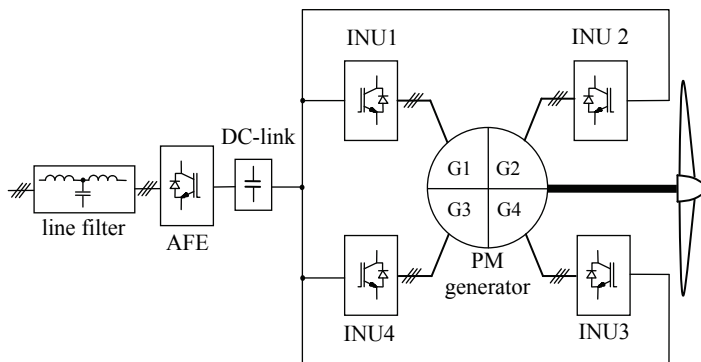 INU1
INU 2
DC-link
G1
G2
G3
G4
line filter
AFE
PM
generator
INU4
INU3